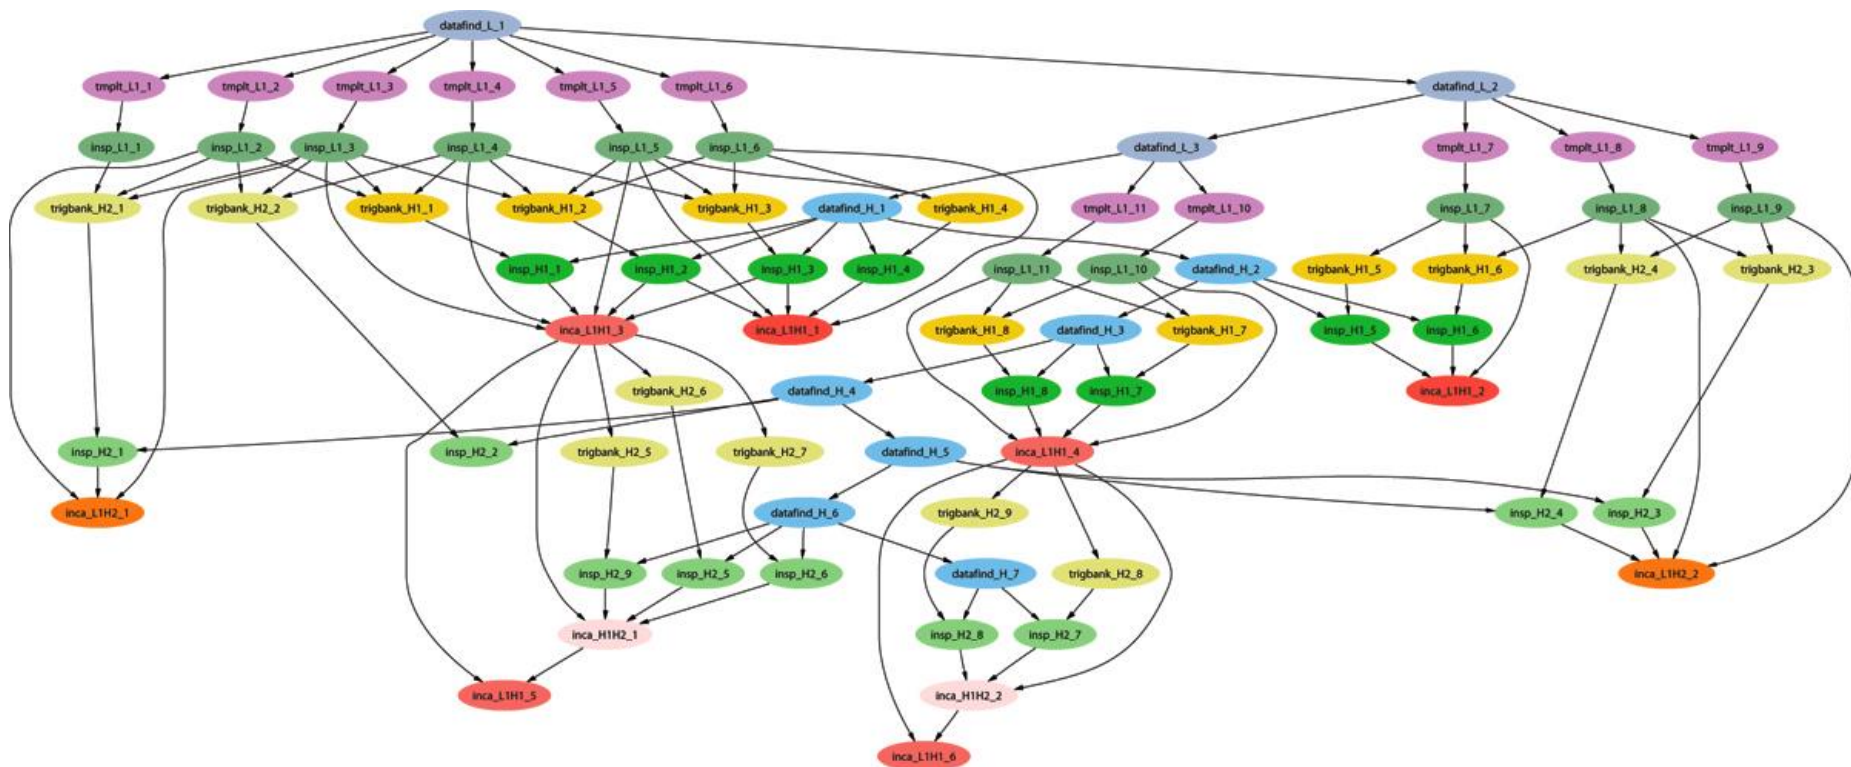 datafind_L_1
tmplt_L1_1 tmplt_L1_2 tmplt_L1_3 tmplt_L1_4 tmplt_L1_5 tmplt_L1_6 datafind_L_2
insp_L1_1 insp_L1_2 insp_L1_3 insp_L1_4 insp_L1_5 insp_L1_6 datafind_L_3 tmplt_L1_7 tmplt_L1_8 tmplt_L1_9
trigbank_H2_1 trigbank_H2_2 trigbank_H1_1 trigbank_H1_2 trigbank_H1_3 datafind_H_1 trigbank_H1_4 tmplt_L1_11 tmplt_L1_10 insp_L1_7 insp_L1_8 insp_L1_9
insp_H1_1 insp_H1_2 insp_H1_3 insp_H1_4 insp_L1_11 insp_L1_10 datafind_H_2 trigbank_H1_5 trigbank_H1_6 trigbank_H2_4 trigbank_H2_3
inca_L1H1_3 inca_L1H1_1 trigbank_H1_8 datafind_H_3 trigbank_H1_7 insp_H1_5 insp_H1_6
trigbank_H2_6 datafind_H_4 insp_H1_8 insp_H1_7 inca_L1H1_2
insp_H2_1 insp_H2_2 trigbank_H2_5 trigbank_H2_7 datafind_H_5 inca_L1H1_4
inca_L1H2_1 datafind_H_6 trigbank_H2_9 insp_H2_4 insp_H2_3
insp_H2_9 insp_H2_5 insp_H2_6 datafind_H_7 trigbank_H2_8 inca_L1H2_2
inca_H1H2_1 insp_H2_8 insp_H2_7
inca_L1H1_5 inca_H1H2_2
inca_L1H1_6